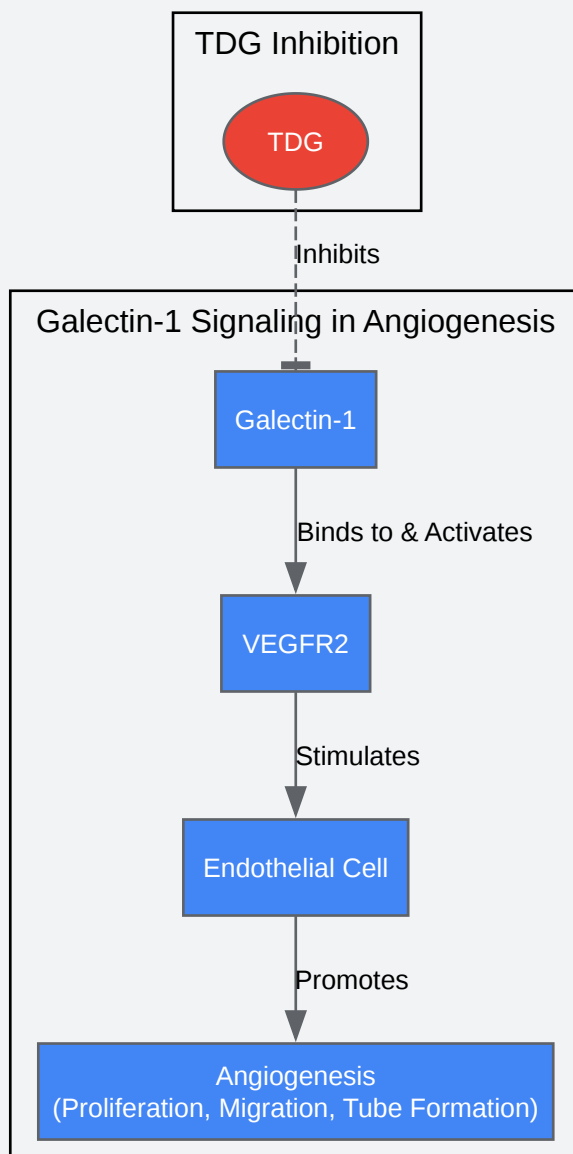 TDG Inhibition
TDG
Inhibits
Galectin-1 Signaling in Angiogenesis
Galectin-1
Binds to & Activates
VEGFR2
Stimulates
Endothelial Cell
Promotes
Angiogenesis
(Proliferation, Migration, Tube Formation)